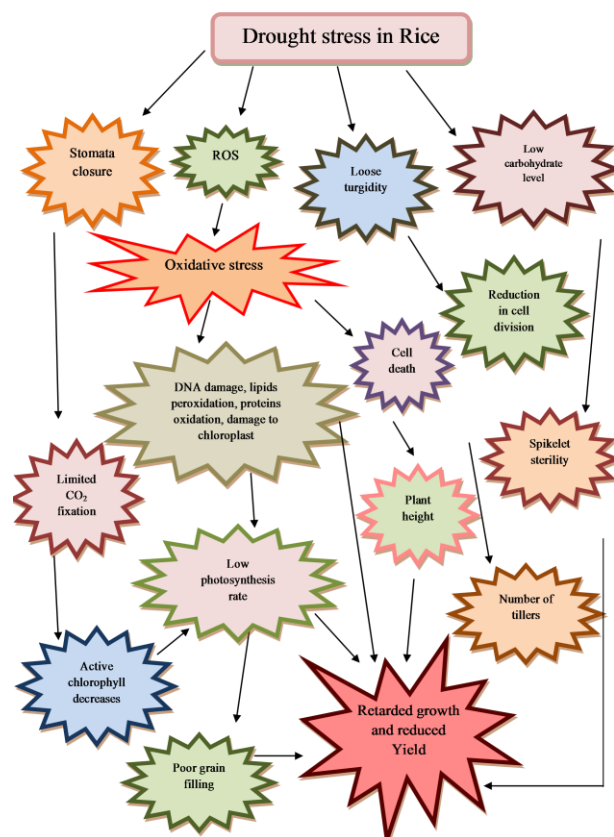 Drought stress in Rice
Stomata
closure
ROS
Loose
turgidity
Low
carbohydrate
level
Oxidative stress
Reduction
in cell
division
Cell
death
DNA damage, lipids
peroxidation, proteins
oxidation, damage to
chloroplast
Spikelet
sterility
Limited
CO₂
fixation
Plant
height
Low
photosynthesis
rate
Number of
tillers
Active
chlorophyll
decreases
Retarded growth
and reduced
Yield
Poor grain
filling